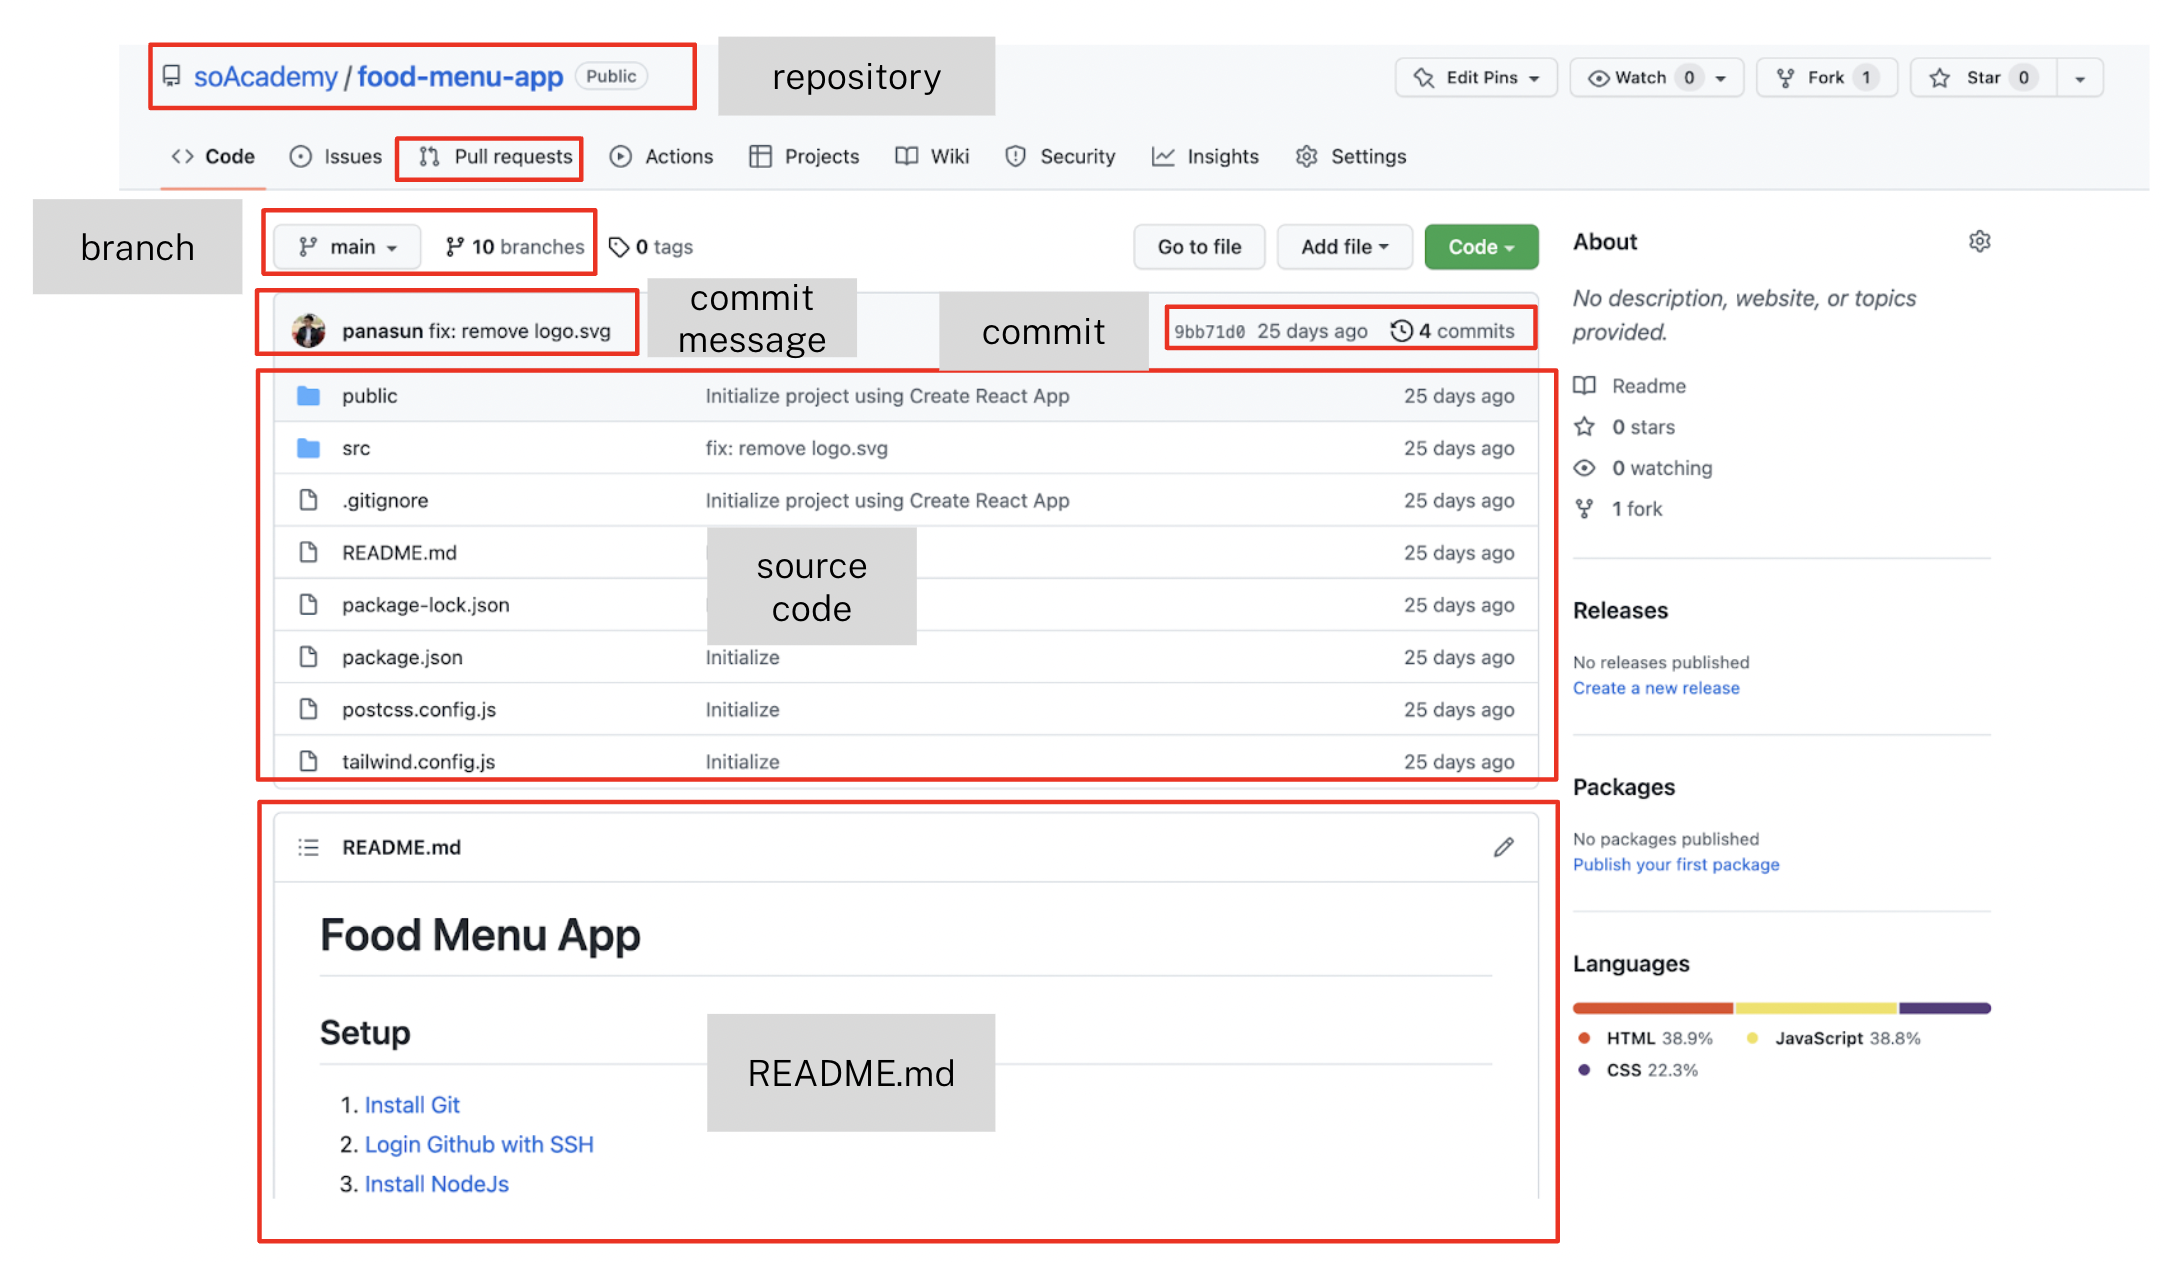 soAcademy / food-menu-app Public
repository
Edit Pins
Watch 0
Fork 1
Star 0
Code
Issues
Pull requests
Actions
Projects
Wiki
Security
Insights
Settings
branch
main
10 branches
0 tags
Go to file
Add file
Code
panasun fix: remove logo.svg
commit
message
commit
9bb71d0 25 days ago 4 commits
public Initialize project using Create React App 25 days ago
src fix: remove logo.svg 25 days ago
.gitignore Initialize project using Create React App 25 days ago
README.md 25 days ago
package-lock.json 25 days ago
source
code
package.json Initialize 25 days ago
postcss.config.js Initialize 25 days ago
tailwind.config.js Initialize 25 days ago
README.md
Food Menu App
Setup
README.md
1. Install Git
2. Login Github with SSH
3. Install NodeJs
About
No description, website, or topics
provided.
Readme
0 stars
0 watching
1 fork
Releases
No releases published
Create a new release
Packages
No packages published
Publish your first package
Languages
HTML 38.9% JavaScript 38.8%
CSS 22.3%